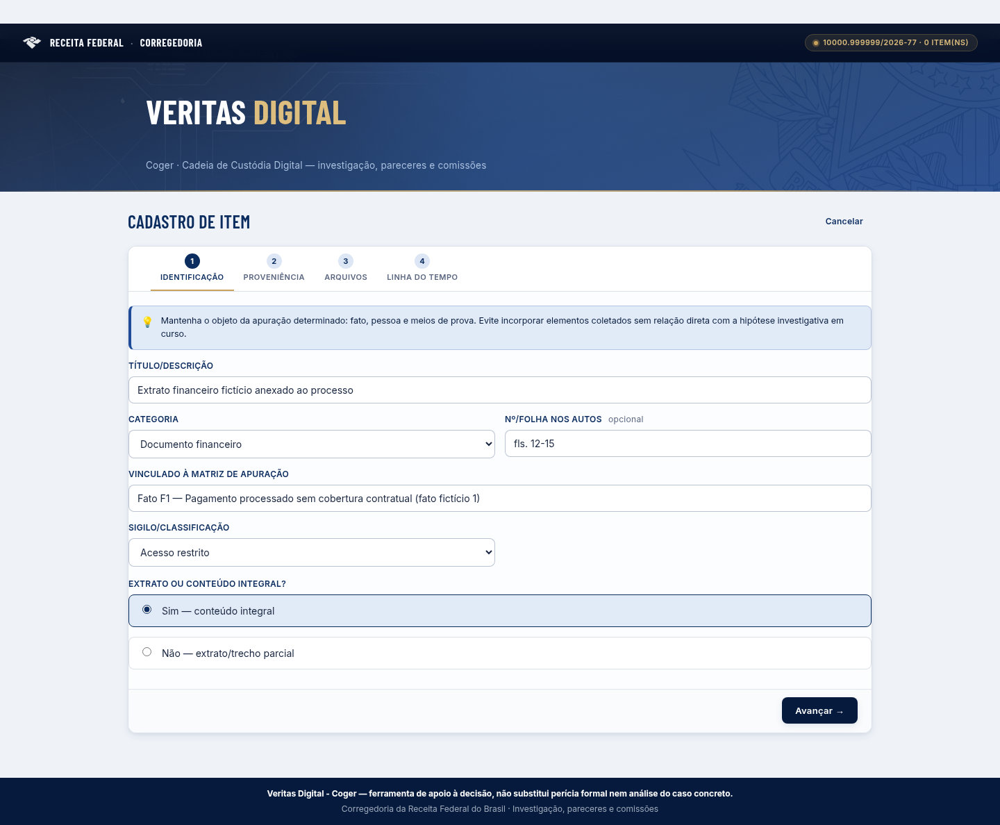 RECEITA FEDERAL · CORREGEDORIA
10000.999999/2026-77 · 0 ITEM(NS)
VERITAS DIGITAL
Coger · Cadeia de Custódia Digital — investigação, pareceres e comissões
CADASTRO DE ITEM
Cancelar
1
IDENTIFICAÇÃO
2
PROVENIÊNCIA
3
ARQUIVOS
4
LINHA DO TEMPO
Mantenha o objeto da apuração determinado: fato, pessoa e meios de prova. Evite incorporar elementos coletados sem relação direta com a hipótese investigativa em
curso.
TÍTULO/DESCRIÇÃO
Extrato financeiro fictício anexado ao processo
CATEGORIA
Documento financeiro
Nº/FOLHA NOS AUTOS opcional
fls. 12-15
VINCULADO À MATRIZ DE APURAÇÃO
Fato F1 — Pagamento processado sem cobertura contratual (fato fictício 1)
SIGILO/CLASSIFICAÇÃO
Acesso restrito
EXTRATO OU CONTEÚDO INTEGRAL?
Sim — conteúdo integral
Não — extrato/trecho parcial
Avançar →
Veritas Digital - Coger — ferramenta de apoio à decisão, não substitui perícia formal nem análise do caso concreto.
Corregedoria da Receita Federal do Brasil · Investigação, pareceres e comissões